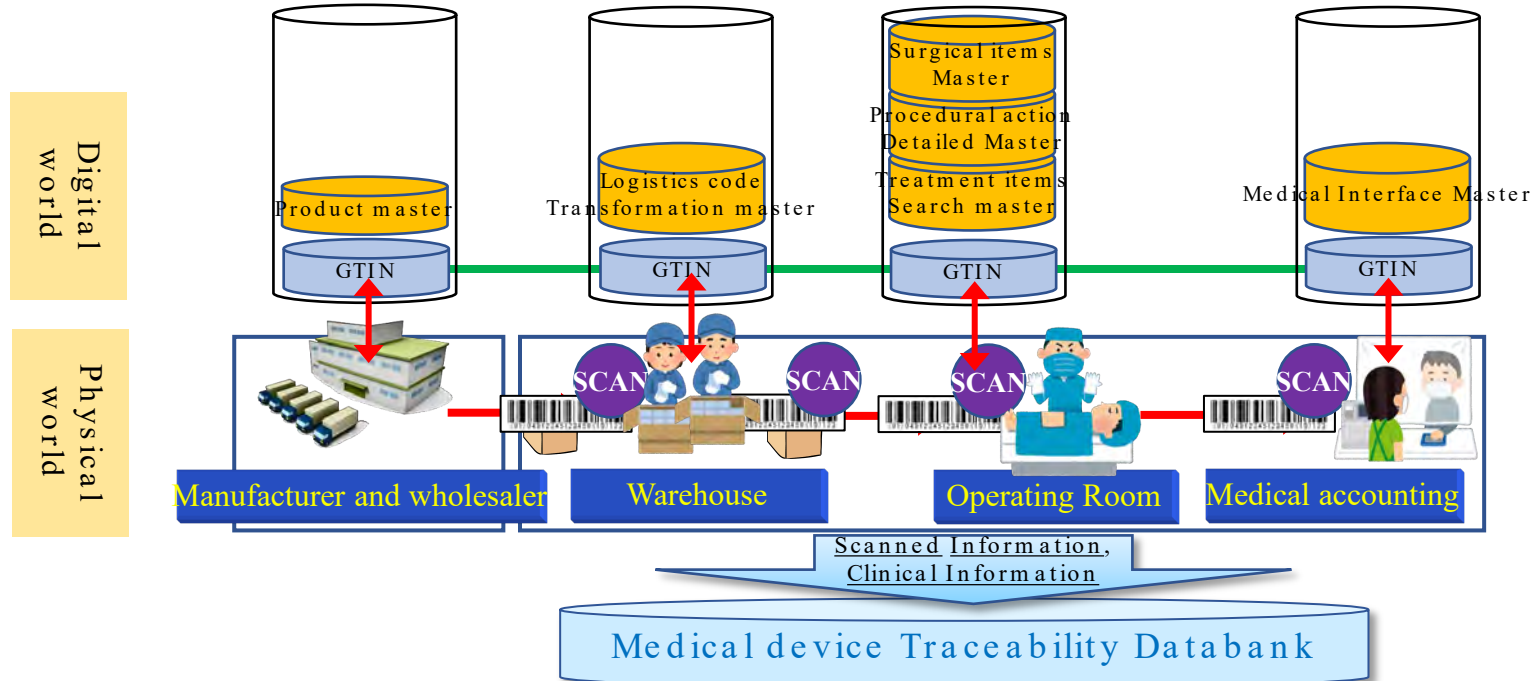 Digital
world
Product master
GTIN
Logistics code
Transformation master
GTIN
Surgical items
Master
Procedural action
Detailed Master
Treatment items
Search master
GTIN
Medical Interface Master
GTIN
Physical
world
SCAN
SCAN
SCAN
SCAN
Manufacturer and wholesaler
Warehouse
Operating Room
Medical accounting
Scanned Information,
Clinical Information
Medical device Traceability Databank